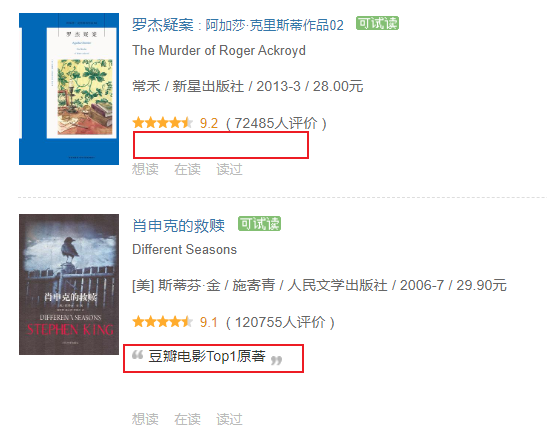 罗杰疑案 : 阿加莎·克里斯蒂作品02 可试读
The Murder of Roger Ackroyd
常禾 / 新星出版社 / 2013-3 / 28.00元
9.2 ( 72485人评价 )
想读 在读 读过
肖申克的救赎 可试读
Different Seasons
[美] 斯蒂芬·金 / 施寄青 / 人民文学出版社 / 2006-7 / 29.90元
9.1 ( 120755人评价 )
“ 豆瓣电影Top1原著 ”
想读 在读 读过
罗杰疑案
肖申克的救赎
DIFFERENT SEASONS
STEPHEN KING